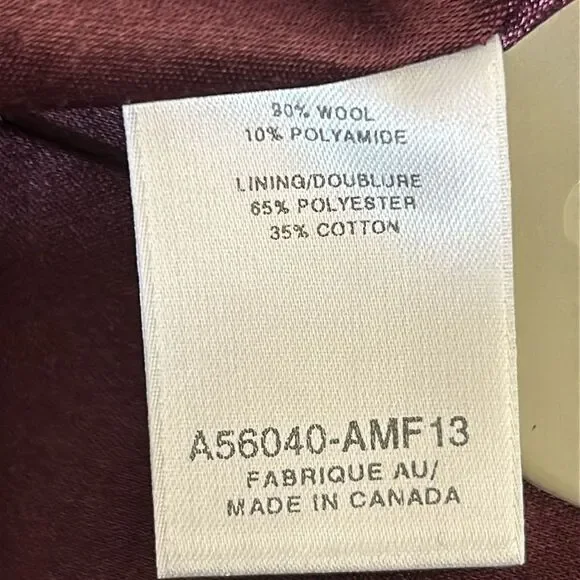 90% WOOL
10% POLYAMIDE
LINING/DOUBLURE
65% POLYESTER
35% COTTON
A56040-AMF13
FABRIQUE AU/
MADE IN CANADA